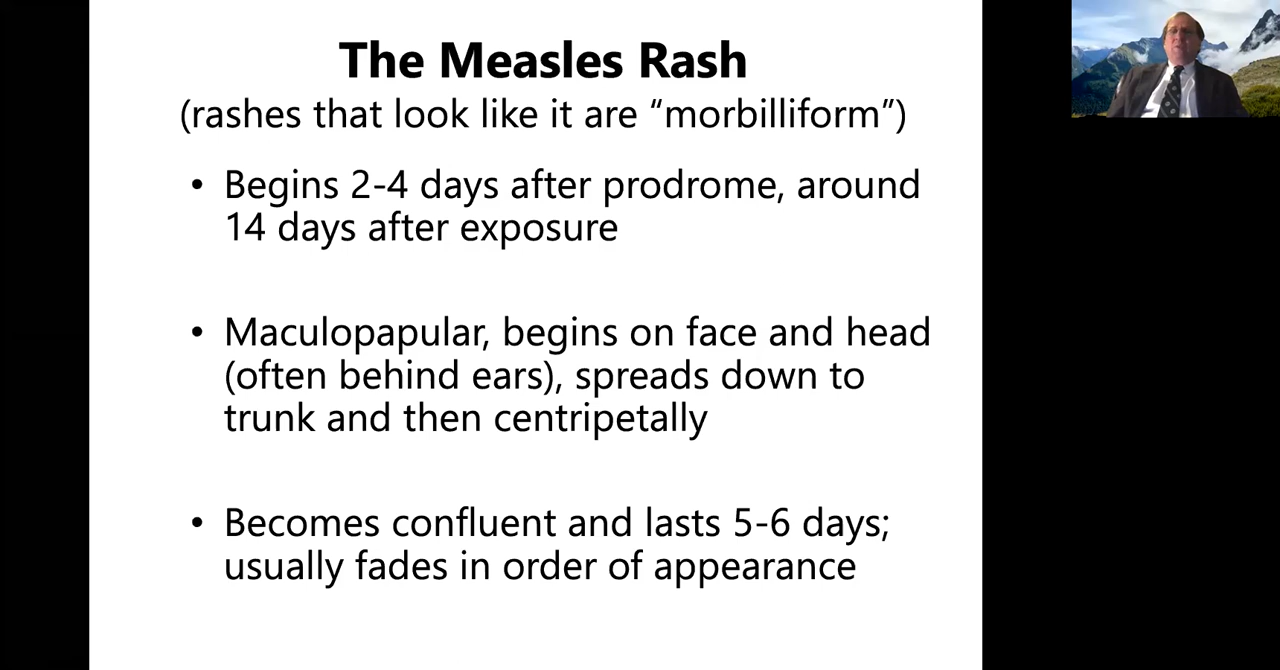 The Measles Rash
(rashes that look like it are “morbilliform”)
• Begins 2-4 days after prodrome, around
14 days after exposure
• Maculopapular, begins on face and head
(often behind ears), spreads down to
trunk and then centripetally
• Becomes confluent and lasts 5-6 days;
usually fades in order of appearance